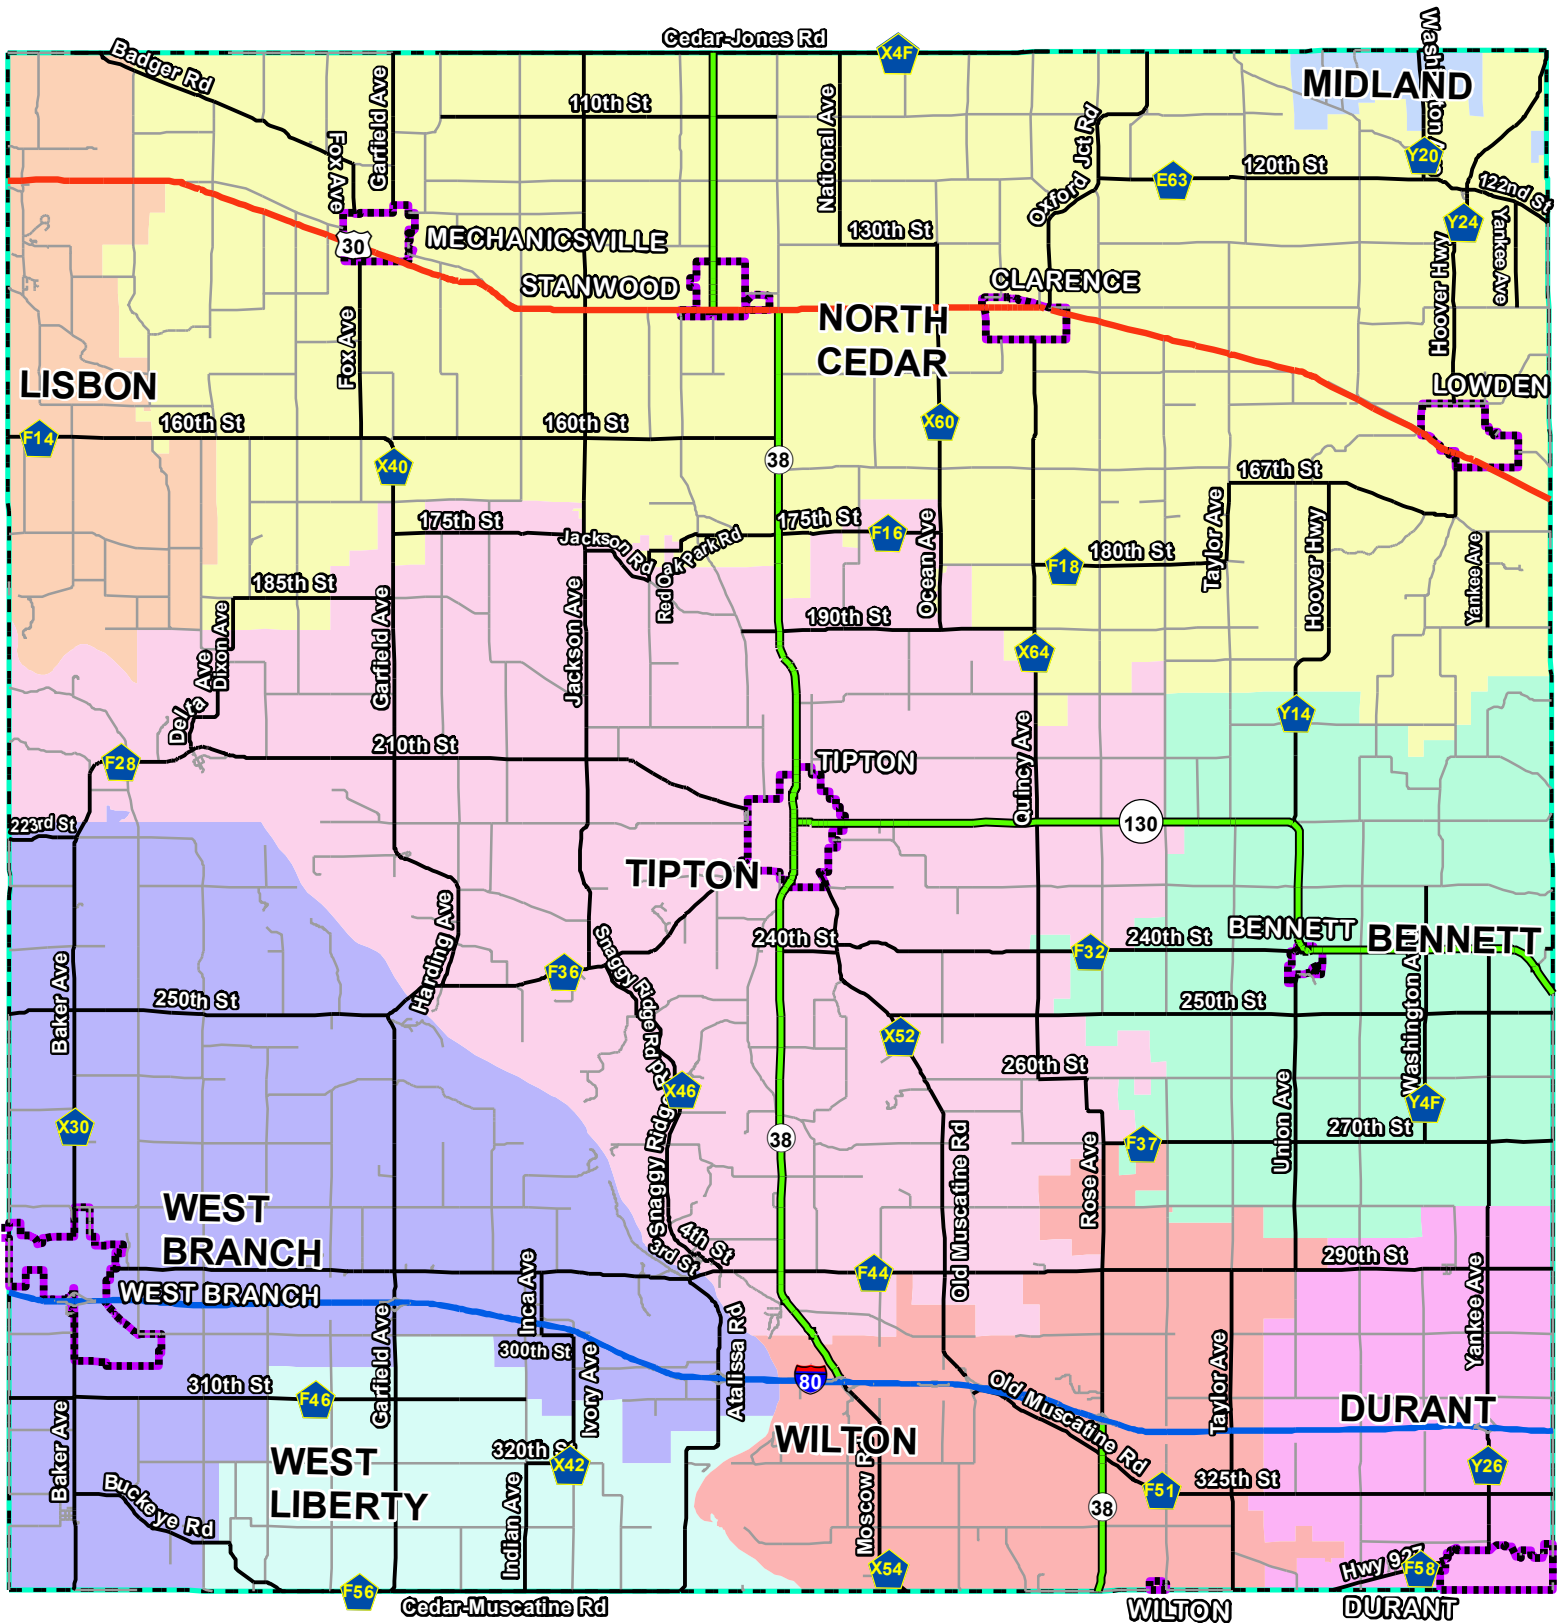 Cedar-Jones Rd
X4F
Washington Ave
Badger Rd
Garfield Ave
110th St
National Ave
MIDLAND
Fox Ave
Oxford Jct Rd
E63
120th St
Y20
122nd St
30
MECHANICSVILLE
130th St
Y24
Yankee Ave
STANWOOD
CLARENCE
Hoover Hwy
NORTH
CEDAR
Fox Ave
LISBON
LOWDEN
F14
160th St
160th St
X60
X40
38
167th St
175th St
Jackson Rd
Red Oak Park Rd
175th St
F16
Ocean Ave
F18
180th St
Taylor Ave
Hoover Hwy
Yankee Ave
185th St
Dixon Ave
Garfield Ave
Jackson Ave
190th St
X64
Delta Ave
Y14
F28
210th St
TIPTON
Quincy Ave
223rd St
130
TIPTON
Harding Ave
Snaggy Ridge Rd
240th St
F32
240th St
BENNETT
BENNETT
Baker Ave
F36
250th St
250th St
Washington Ave
X52
260th St
X46
Y4F
X30
Union Ave
270th St
38
F37
Snaggy Ridge Rd
Old Muscatine Rd
Rose Ave
WEST
BRANCH
4th St
3rd St
F44
290th St
WEST BRANCH
Inca Ave
Yankee Ave
Garfield Ave
300th St
Ivory Ave
Atalissa Rd
Taylor Ave
310th St
F46
80
Old Muscatine Rd
DURANT
Baker Ave
WILTON
Moscow Rd
320th St
X42
WEST
LIBERTY
Y26
Buckeye Rd
Indian Ave
F51
325th St
38
X54
Hwy 927
F58
F56
Cedar-Muscatine Rd
WILTON
DURANT